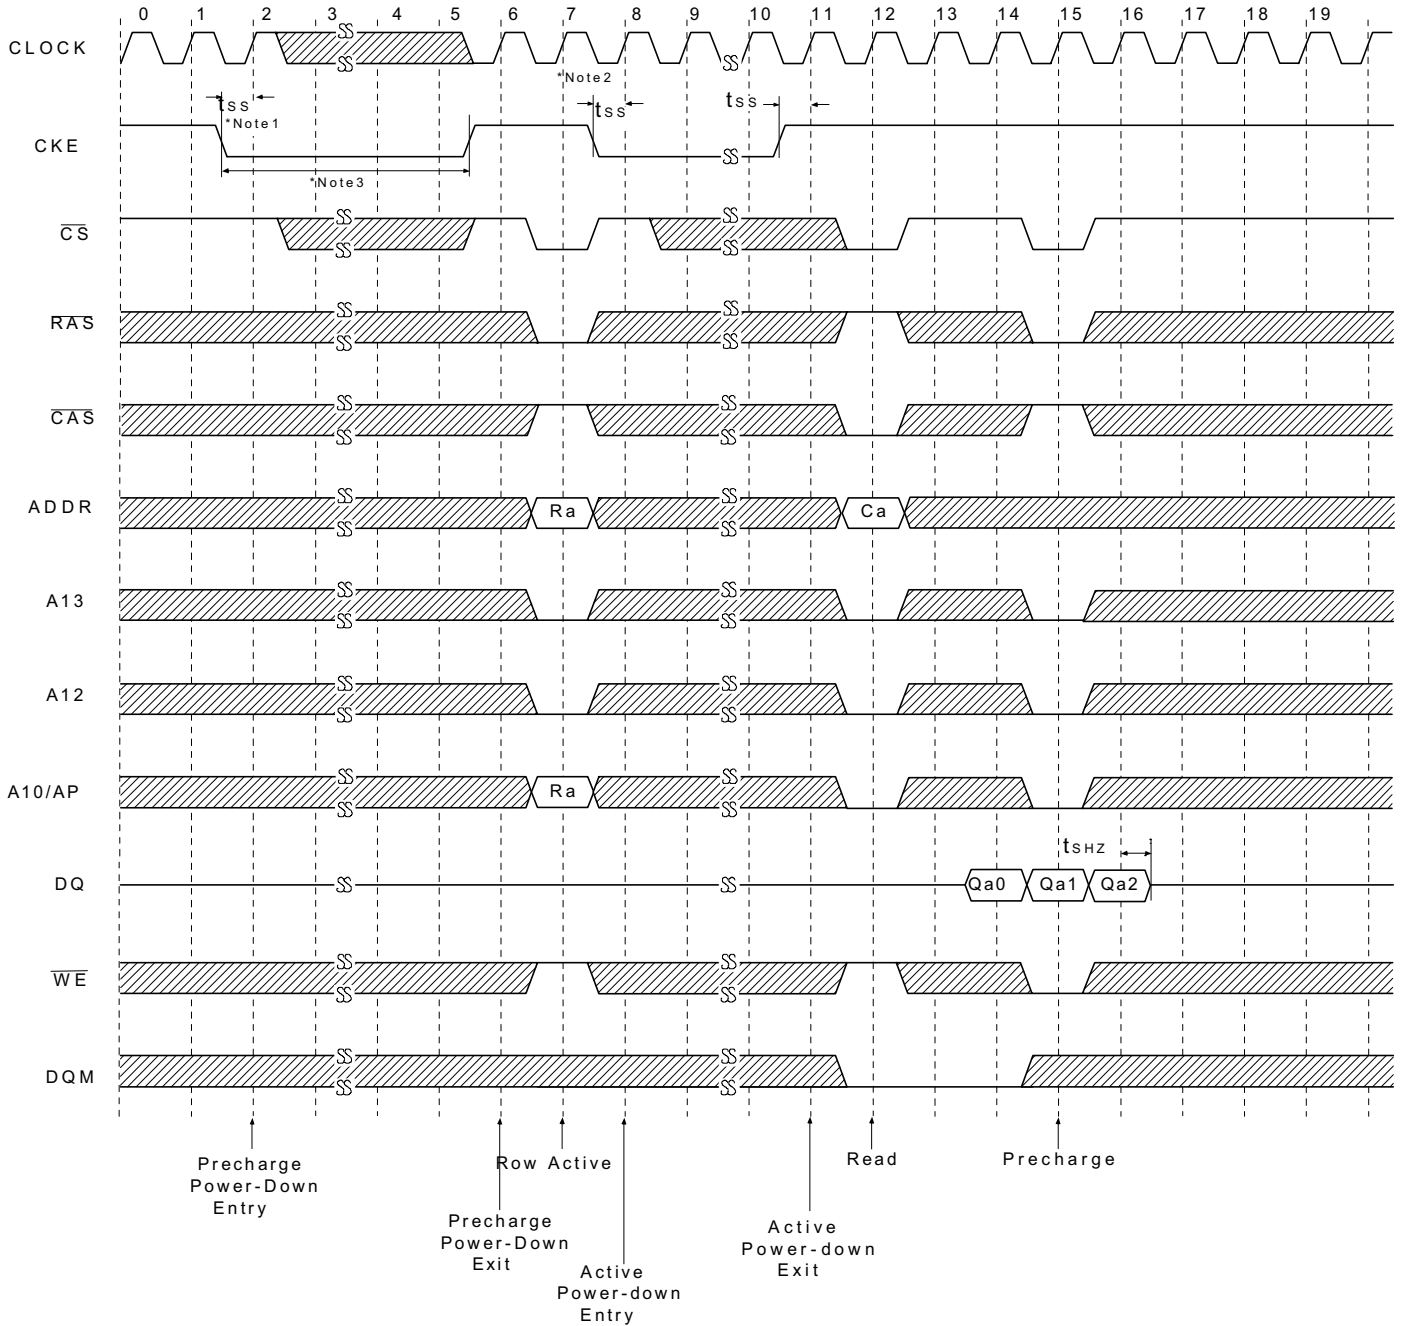 0 1 2 3 4 5 6 7 8 9 10 11 12 13 14 15 16 17 18 19
CLOCK
*Note2
tSS
tSS
tSS
*Note1
CKE
*Note3
CS
RAS
CAS
ADDR Ra Ca
A13
A12
A10/AP Ra
tSHZ
DQ Qa0 Qa1 Qa2
WE
DQM
Precharge
Power-Down
Entry
Row Active
Precharge
Power-Down
Exit
Active
Power-down
Entry
Active
Power-down
Exit
Read
Precharge